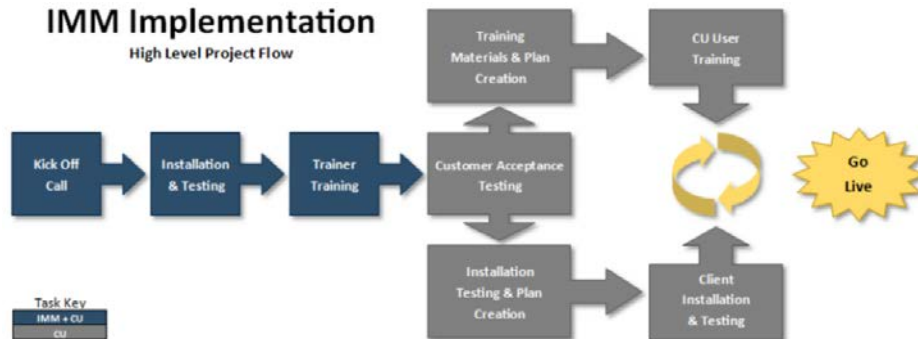 IMM Implementation
High Level Project Flow
Training
Materials & Plan
Creation
CU User
Training
Kick Off
Call
Installation
& Testing
Trainer
Training
Customer Acceptance
Testing
Go
Live
Installation
Testing & Plan
Creation
Client
Installation
& Testing
Task Key
IMM + CU
CU